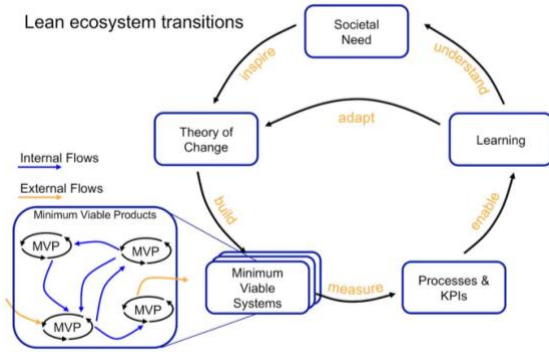 Lean ecosystem transitions
Societal
Need
inspire
understand
Theory of
Change
adapt
Learning
Internal Flows
External Flows
build
enable
Minimum Viable Products
MVP
MVP
MVP
MVP
Minimum
Viable
Systems
measure
Processes &
KPIs